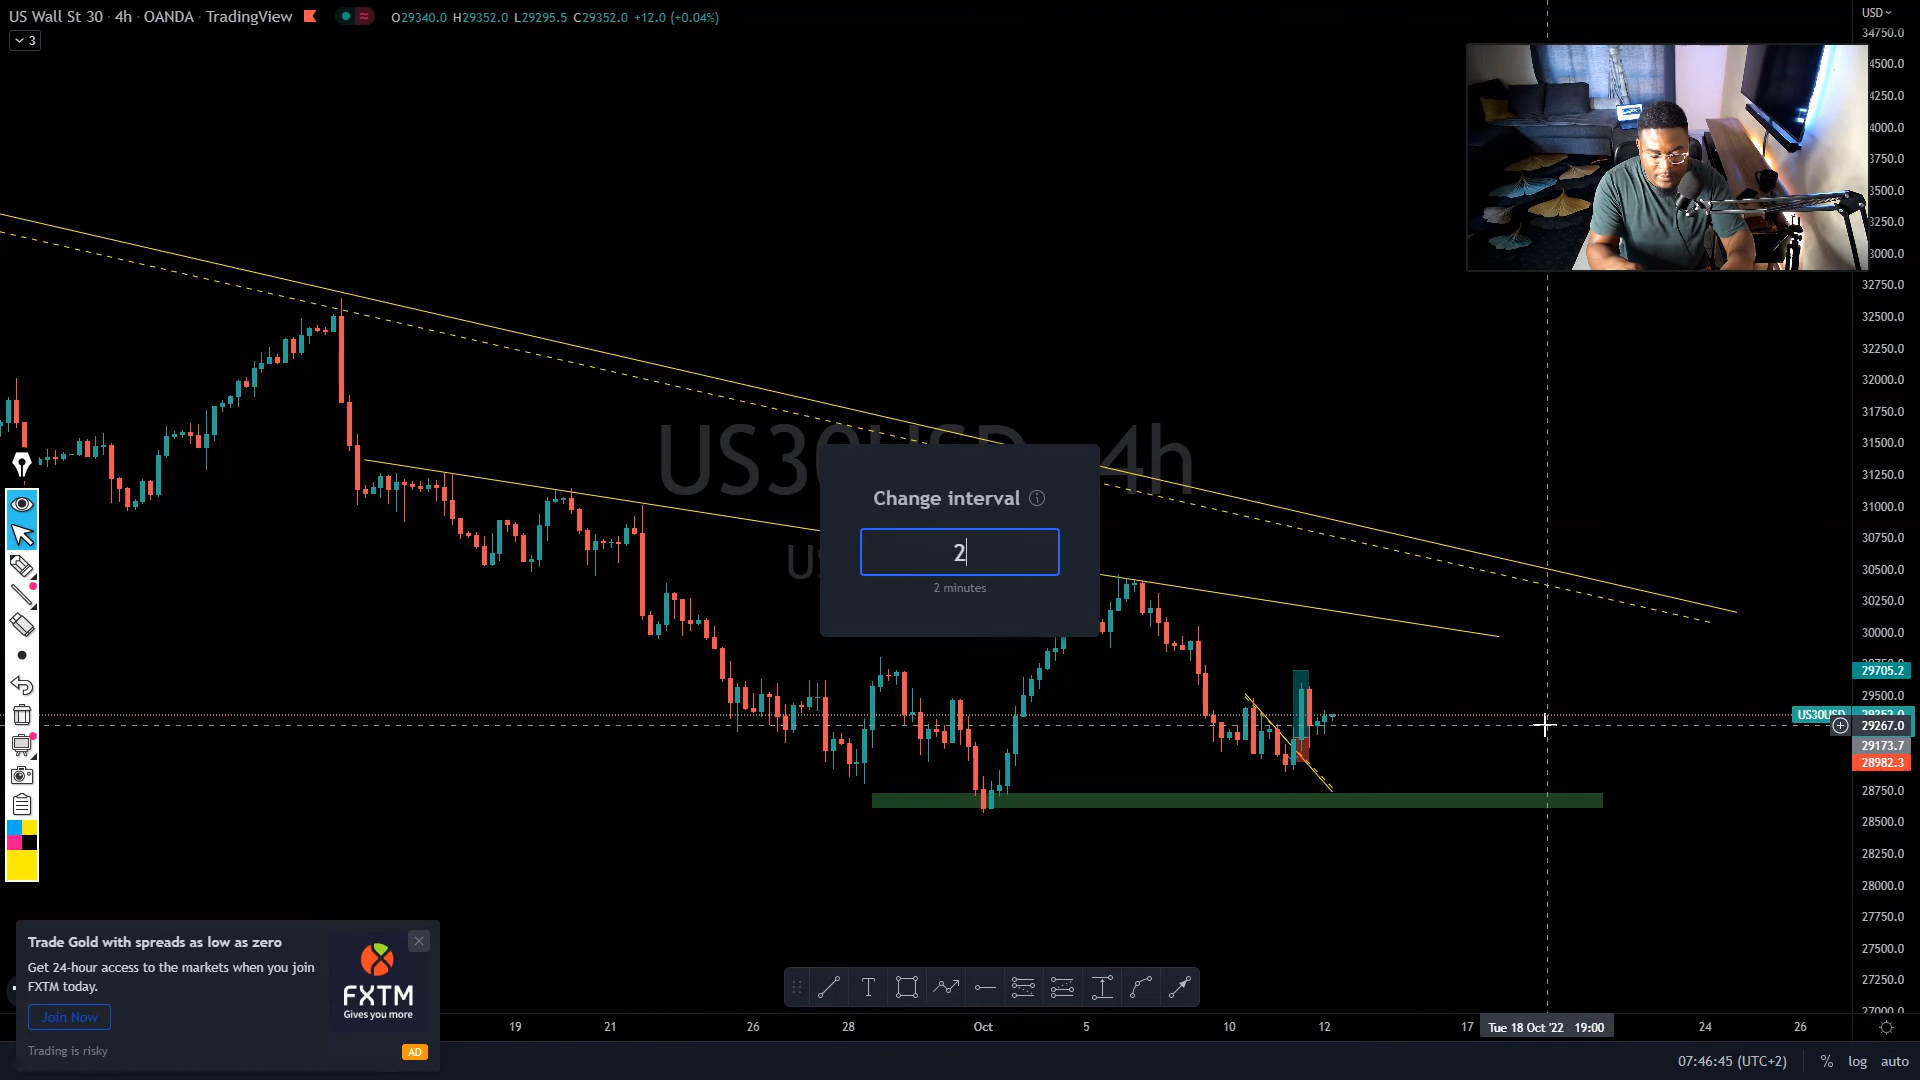 US Wall St 30 · 4h · OANDA · TradingView
O29340.0 H29352.0 L29295.5 C29352.0 +12.0 (+0.04%)
3
USD
34750.0
34500.0
34250.0
34000.0
33750.0
33500.0
33250.0
33000.0
32750.0
32500.0
32250.0
32000.0
31750.0
31500.0
31250.0
31000.0
30750.0
30500.0
30250.0
30000.0
29705.2
29500.0
US30USD
29267.0
29173.7
28982.3
28750.0
28500.0
28250.0
28000.0
27750.0
27500.0
27250.0
27000.0
4h
Change interval
2
2 minutes
Trade Gold with spreads as low as zero
Get 24-hour access to the markets when you join
FXTM today.
Join Now
Trading is risky
FXTM
Gives you more
AD
19
21
26
28
Oct
5
10
12
17
Tue 18 Oct '22 19:00
24
26
07:46:45 (UTC+2)
%
log
auto